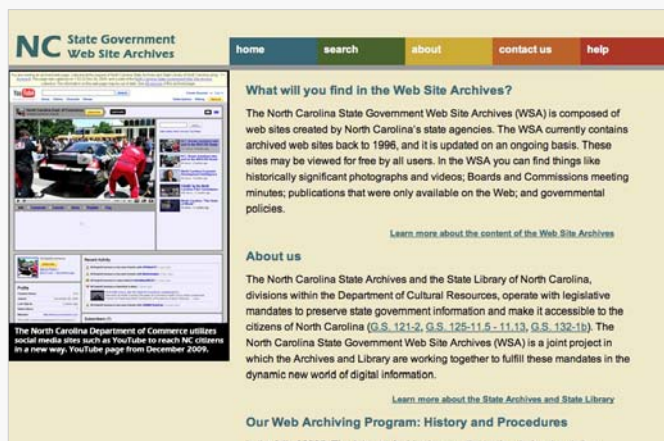 NC State Government
Web Site Archives
home search about contact us help
YouTube
What will you find in the Web Site Archives?
The North Carolina State Government Web Site Archives (WSA) is composed of
web sites created by North Carolina's state agencies. The WSA currently contains
archived web sites back to 1996, and it is updated on an ongoing basis. These
sites may be viewed for free by all users. In the WSA you can find things like
historically significant photographs and videos; Boards and Commissions meeting
minutes; publications that were only available on the Web; and governmental
policies.
Learn more about the content of the Web Site Archives
The North Carolina Department of Commerce utilizes
social media sites such as YouTube to reach NC citizens
in a new way. YouTube page from December 2009.
About us
The North Carolina State Archives and the State Library of North Carolina,
divisions within the Department of Cultural Resources, operate with legislative
mandates to preserve state government information and make it accessible to the
citizens of North Carolina (G.S. 121-2, G.S. 125-11.5 - 11.13, G.S. 132-1b). The
North Carolina State Government Web Site Archives (WSA) is a joint project in
which the Archives and Library are working together to fulfill these mandates in the
dynamic new world of digital information.
Learn more about the State Archives and State Library
Our Web Archiving Program: History and Procedures